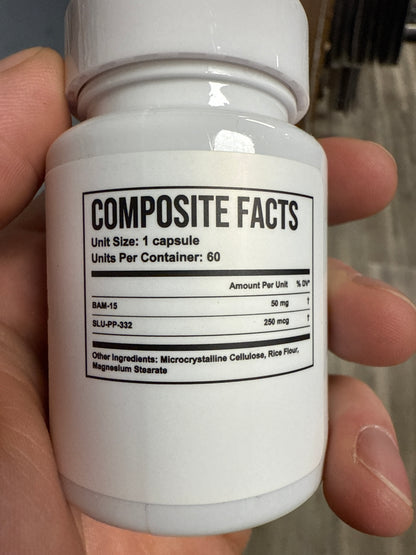 COMPOSITE FACTS
Unit Size: 1 capsule
Units Per Container: 60
Amount Per Unit % DV*
BAM-15 50 mg †
SLU-PP-332 250 mcg †
Other Ingredients: Microcrystalline Cellulose, Rice Flour,
Magnesium Stearate